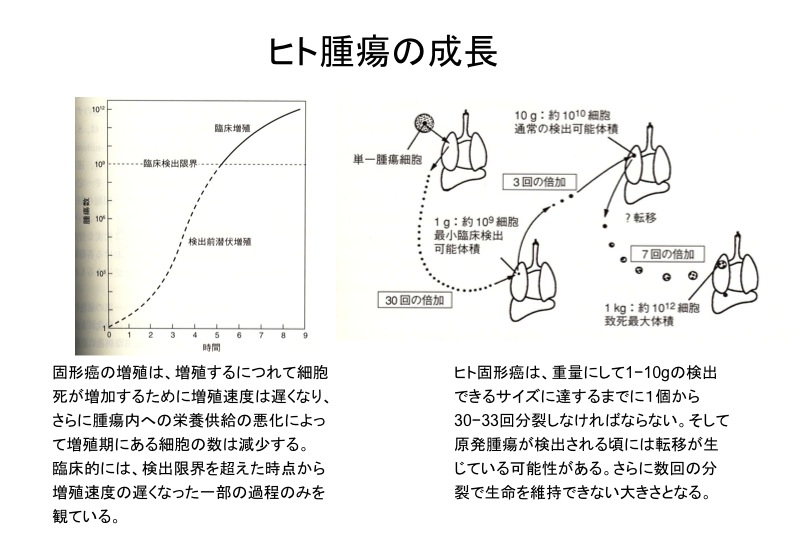 ヒト腫瘍の成長
10¹²
臨床増殖
10⁹
臨床検出限界
腫瘍数
10⁶
検出前潜伏増殖
10³
1
0 1 2 3 4 5 6 7 8 9
時間
単一腫瘍細胞
10 g：約 10¹⁰ 細胞
通常の検出可能体積
3 回の倍加
1 g：約 10⁹ 細胞
最小臨床検出
可能体積
？転移
7 回の倍加
30 回の倍加
1 kg：約 10¹² 細胞
致死最大体積
固形癌の増殖は、増殖するにつれて細胞
死が増加するために増殖速度は遅くなり、
さらに腫瘍内への栄養供給の悪化によっ
て増殖期にある細胞の数は減少する。
臨床的には、検出限界を超えた時点から
増殖速度の遅くなった一部の過程のみを
観ている。
ヒト固形癌は、重量にして1−10gの検出
できるサイズに達するまでに１個から
30−33回分裂しなければならない。そして
原発腫瘍が検出される頃には転移が生
じている可能性がある。さらに数回の分
裂で生命を維持できない大きさとなる。